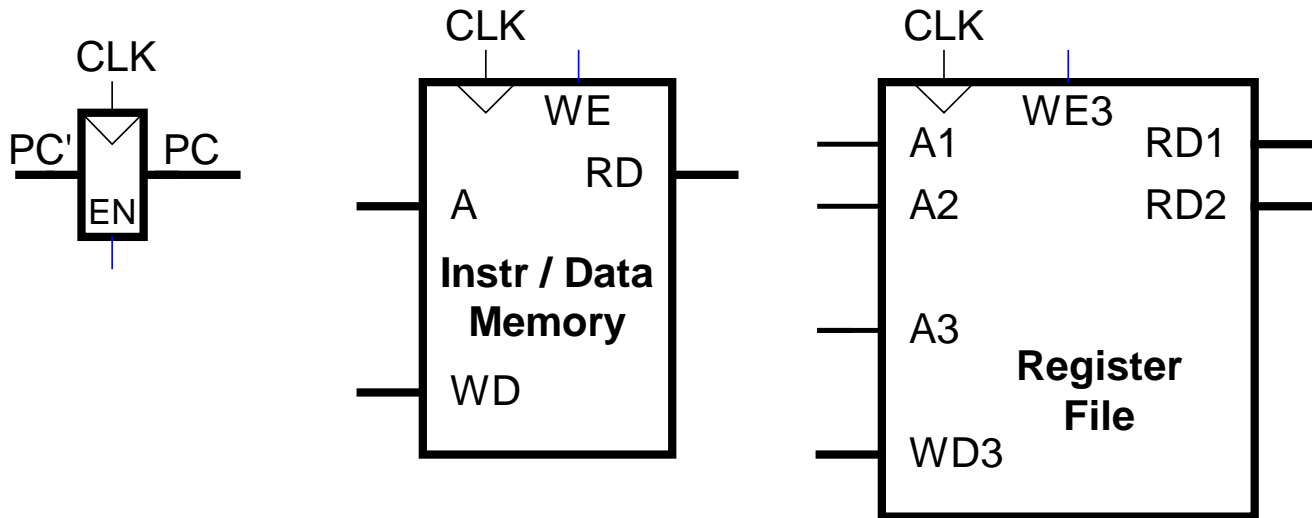 CLK
PC'
PC
EN
CLK
WE
RD
A
Instr / Data
Memory
WD
CLK
WE3
A1
RD1
A2
RD2
A3
Register
File
WD3